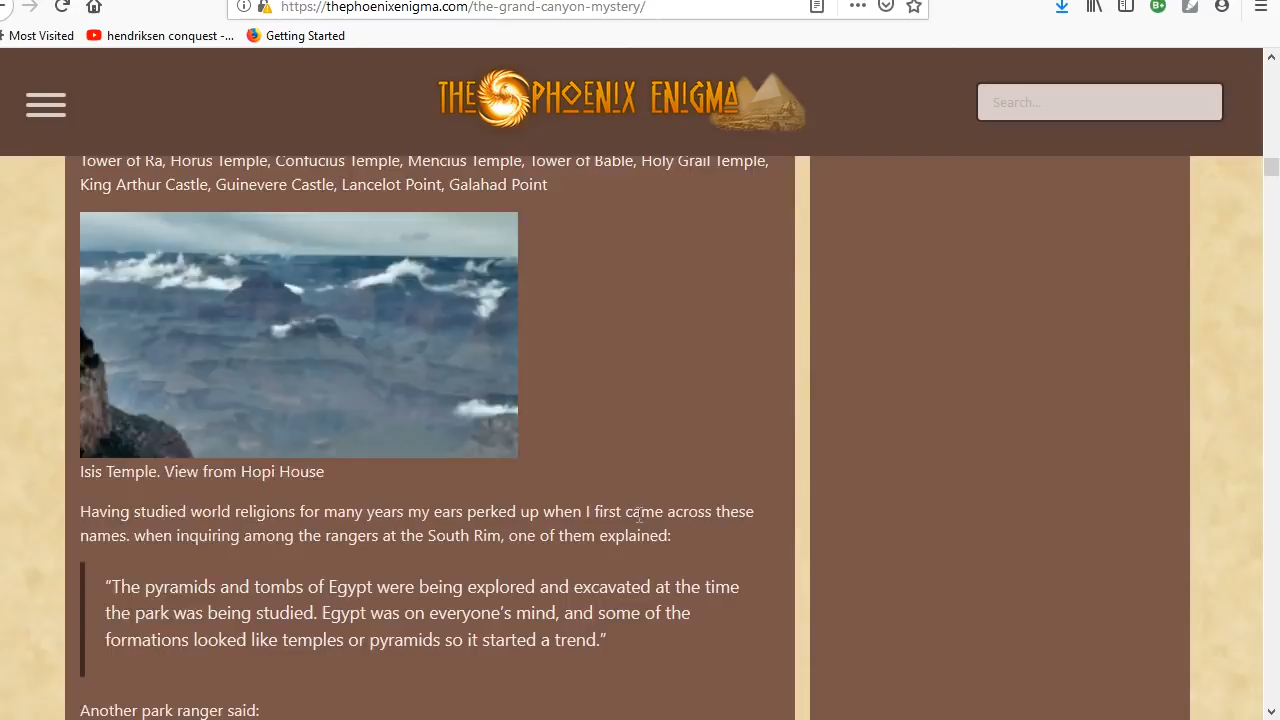 https://thephoenixenigma.com/the-grand-canyon-mystery/
Most Visited
hendriksen conquest -...
Getting Started
THE PHOENIX ENIGMA
Search...
Tower of Ra, Horus Temple, Confucius Temple, Mencius Temple, Tower of Bable, Holy Grail Temple,
King Arthur Castle, Guinevere Castle, Lancelot Point, Galahad Point
Isis Temple. View from Hopi House
Having studied world religions for many years my ears perked up when I first came across these
names. when inquiring among the rangers at the South Rim, one of them explained:
“The pyramids and tombs of Egypt were being explored and excavated at the time
the park was being studied. Egypt was on everyone’s mind, and some of the
formations looked like temples or pyramids so it started a trend.”
Another park ranger said: